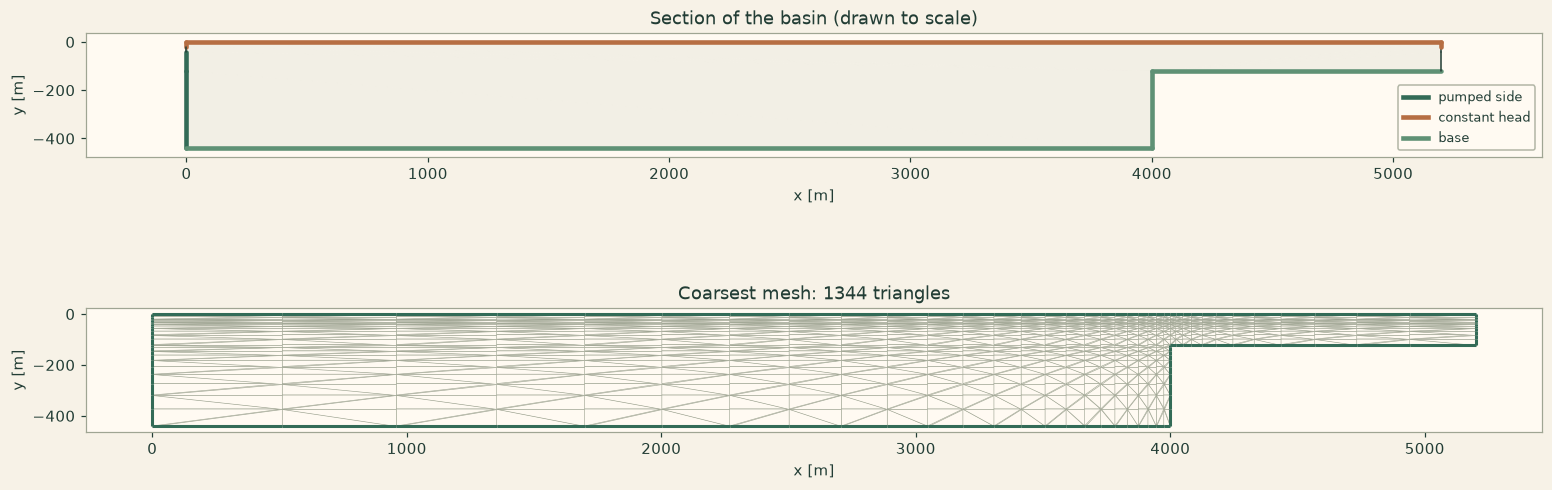 Section of the basin (drawn to scale)
0
−200
−400
y [m]
pumped side
constant head
base
0 1000 2000 3000 4000 5000
x [m]
Coarsest mesh: 1344 triangles
0
−200
−400
y [m]
0 1000 2000 3000 4000 5000
x [m]